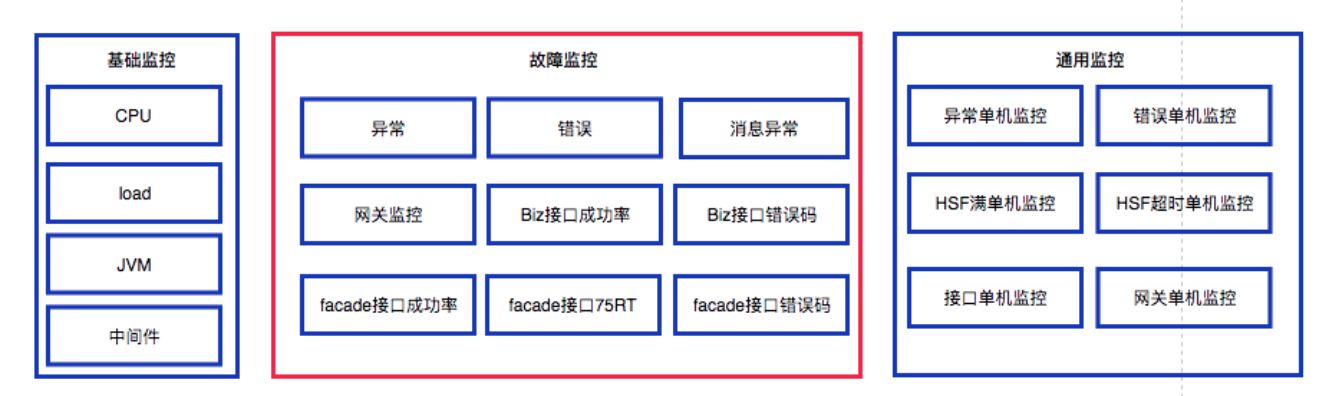 基础监控
CPU
load
JVM
中间件
故障监控
异常
错误
消息异常
网关监控
Biz接口成功率
Biz接口错误码
facade接口成功率
facade接口75RT
facade接口错误码
通用监控
异常单机监控
错误单机监控
HSF满单机监控
HSF超时单机监控
接口单机监控
网关单机监控